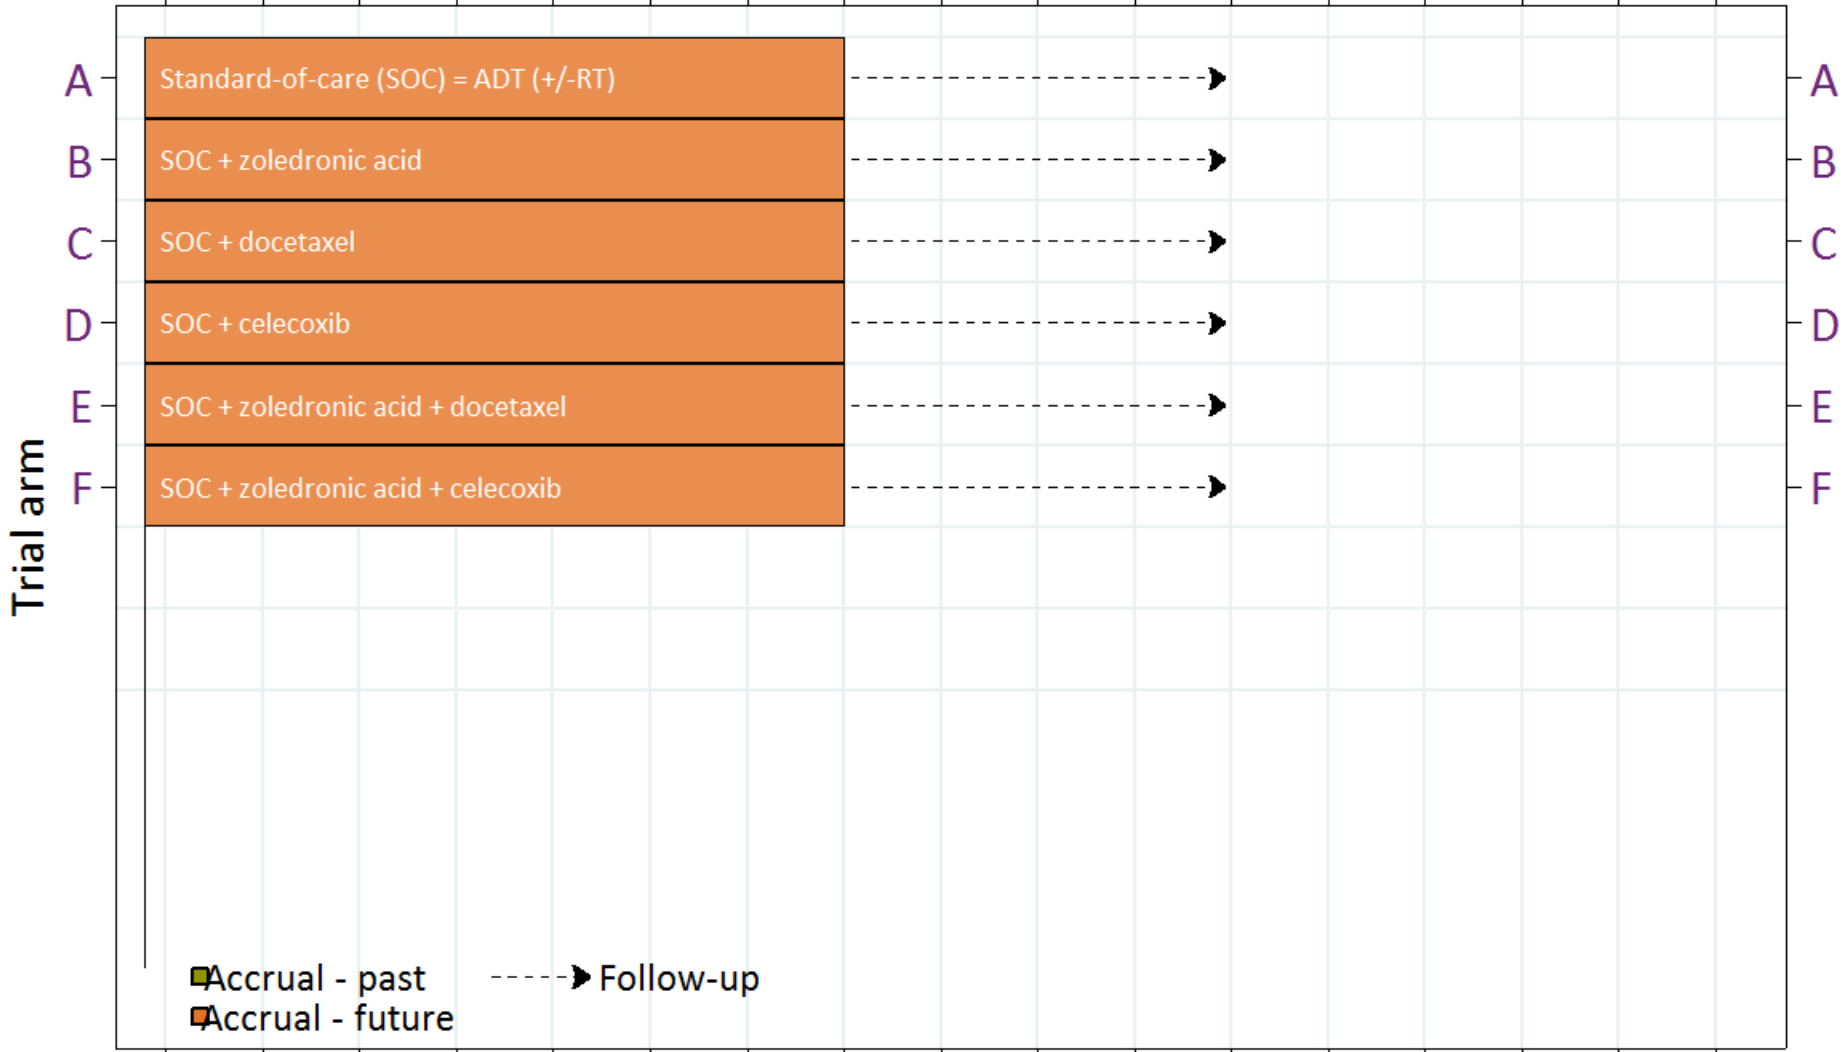 A Standard-of-care (SOC) = ADT (+/-RT) A
B SOC + zoledronic acid B
C SOC + docetaxel C
D SOC + celecoxib D
E SOC + zoledronic acid + docetaxel E
F SOC + zoledronic acid + celecoxib F
Trial arm
Accrual - past Follow-up
Accrual - future